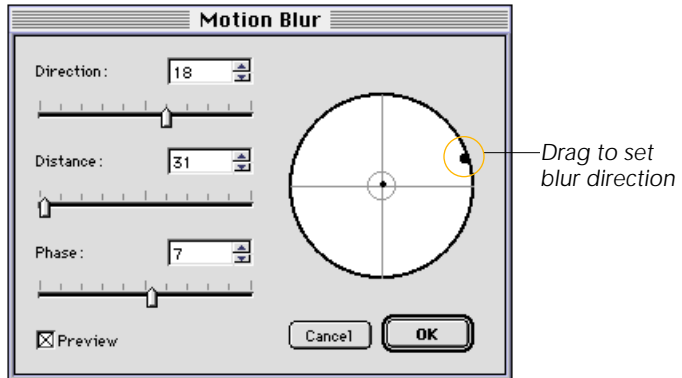 Motion Blur
Direction: 18
Distance: 31
Phase: 7
Preview
Cancel OK
Drag to set
blur direction